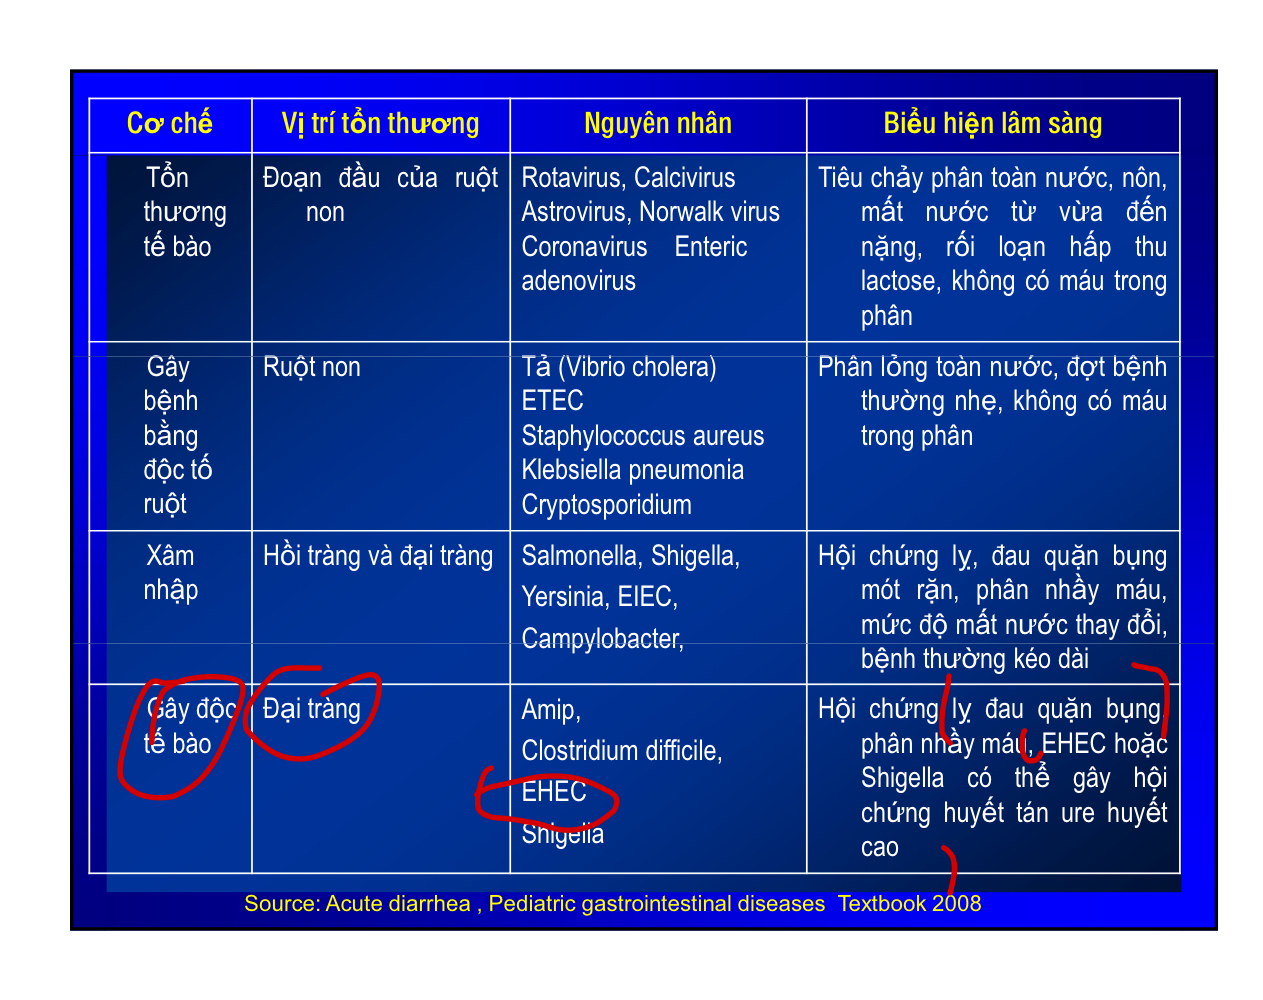 Cơ chế
Vị trí tổn thương
Nguyên nhân
Biểu hiện lâm sàng
Tổn
thương
tế bào
Đoạn đầu của ruột
non
Rotavirus, Calcivirus
Astrovirus, Norwalk virus
Coronavirus Enteric
adenovirus
Tiêu chảy phân toàn nước, nôn,
mất nước từ vừa đến
nặng, rối loạn hấp thu
lactose, không có máu trong
phân
Gây
bệnh
bằng
độc tố
ruột
Ruột non
Tả (Vibrio cholera)
ETEC
Staphylococcus aureus
Klebsiella pneumonia
Cryptosporidium
Phân lỏng toàn nước, đợt bệnh
thường nhẹ, không có máu
trong phân
Xâm
nhập
Hồi tràng và đại tràng
Salmonella, Shigella,
Yersinia, EIEC,
Campylobacter,
Hội chứng lỵ, đau quặn bụng
mót rặn, phân nhầy máu,
mức độ mất nước thay đổi,
bệnh thường kéo dài
Gây độc
tế bào
Đại tràng
Amip,
Clostridium difficile,
EHEC
Shigella
Hội chứng lỵ đau quặn bụng,
phân nhầy máu, EHEC hoặc
Shigella có thể gây hội
chứng huyết tán ure huyết
cao
Source: Acute diarrhea , Pediatric gastrointestinal diseases Textbook 2008